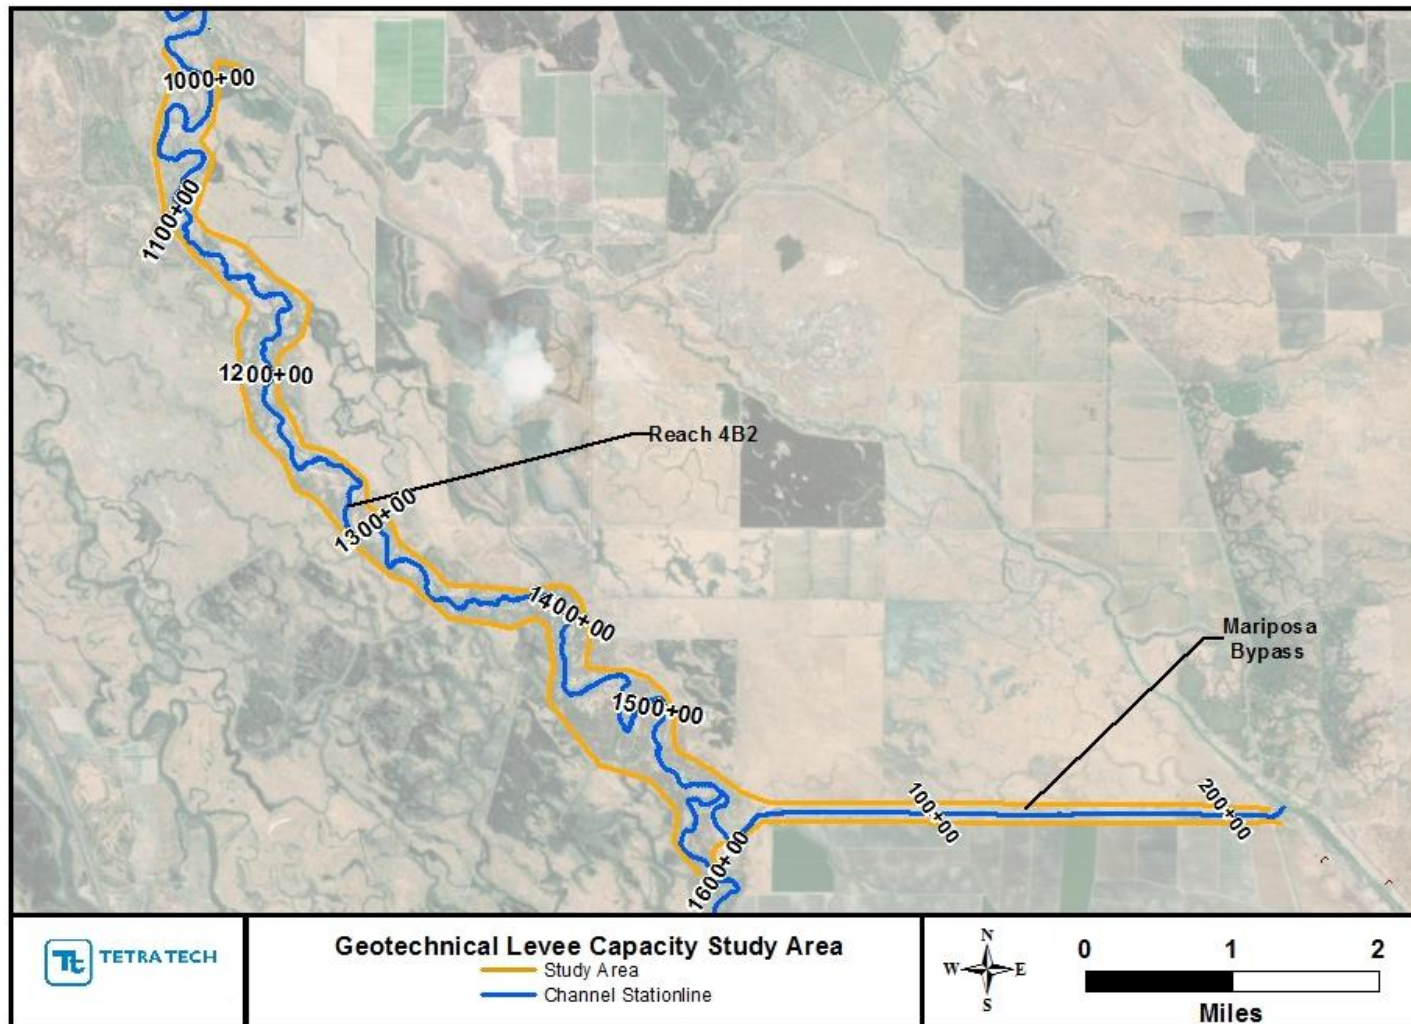 1000+00
1100+00
1200+00
Reach 4B2
1300+00
1400+00
Mariposa
Bypass
1500+00
100+00
200+00
1600+00
Tt TETRA TECH
Geotechnical Levee Capacity Study Area
Study Area
Channel Stationline
N
W E
S
0 1 2
Miles